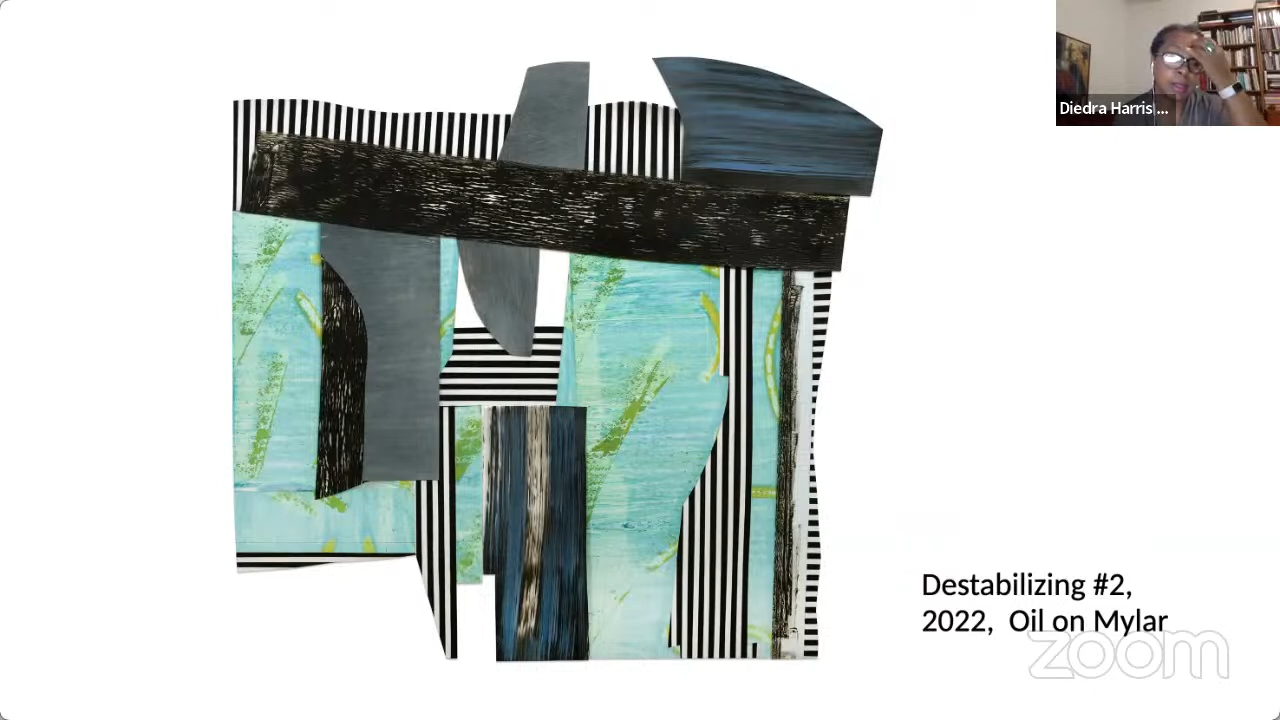 Diedra Harris ...
Destabilizing #2,
2022,  Oil on Mylar
zoom